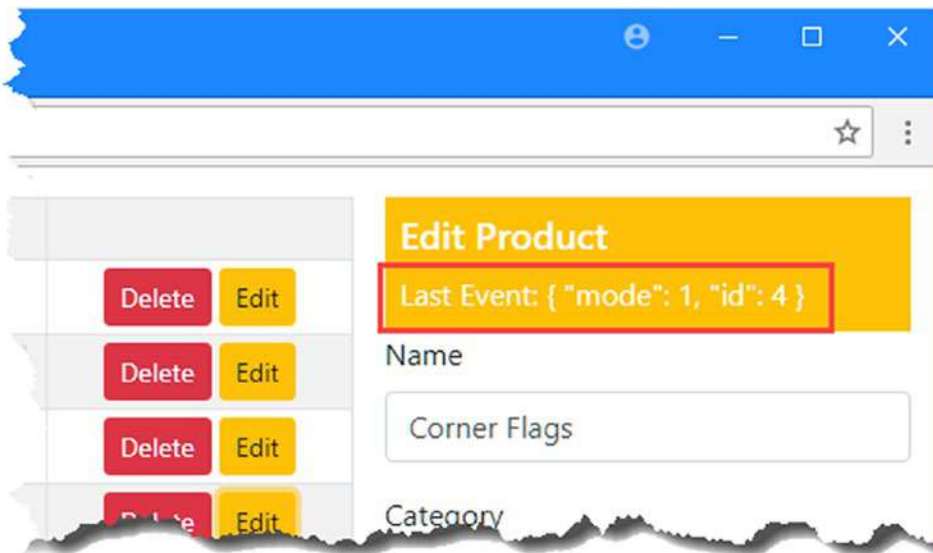 Edit Product
Last Event: { "mode": 1, "id": 4 }
Delete Edit
Name
Delete Edit
Corner Flags
Delete Edit
Category
Delete Edit